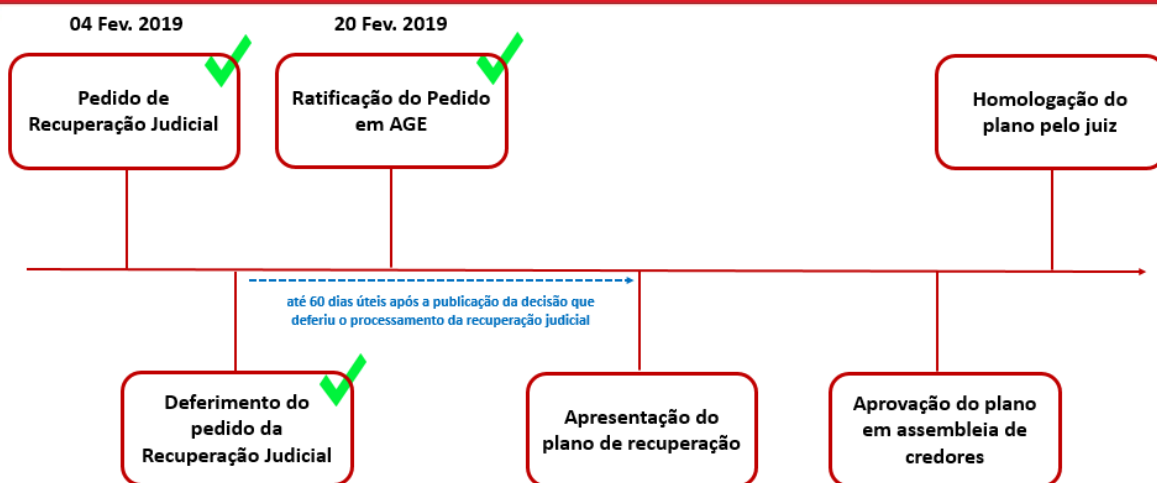 04 Fev. 2019
Pedido de
Recuperação Judicial
20 Fev. 2019
Ratificação do Pedido
em AGE
Homologação do
plano pelo juiz
até 60 dias úteis após a publicação da decisão que
deferiu o processamento da recuperação judicial
Deferimento do
pedido da
Recuperação Judicial
Apresentação do
plano de recuperação
Aprovação do plano
em assembleia de
credores